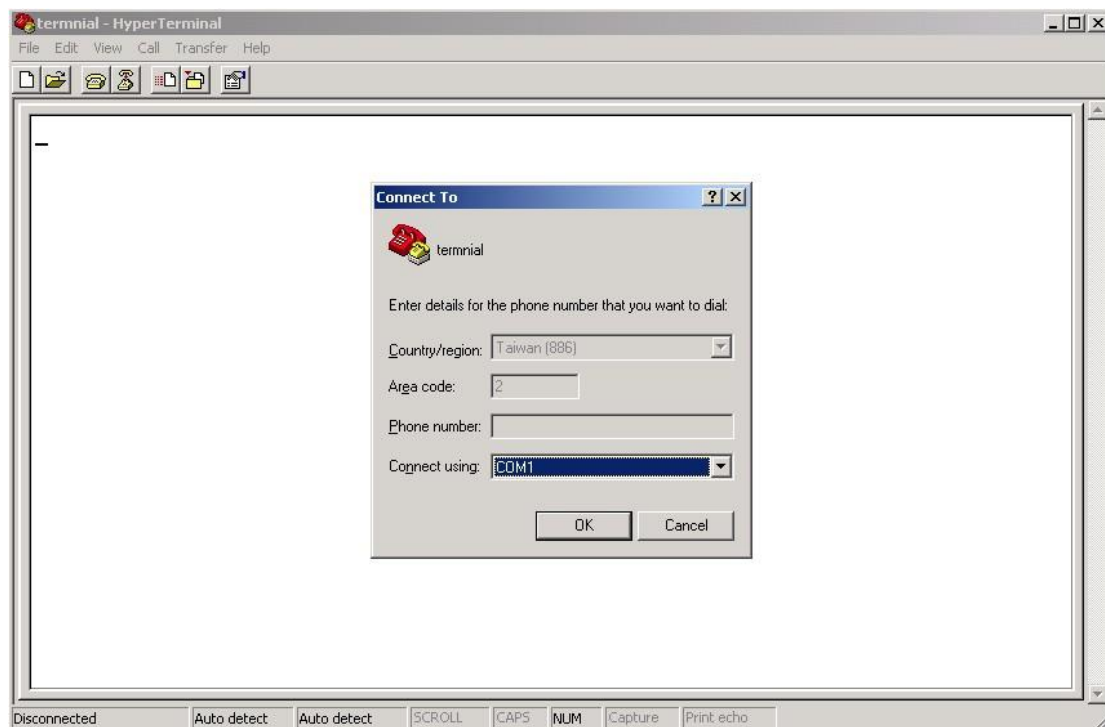 termnial - HyperTerminal
File Edit View Call Transfer Help
Connect To
termnial
Enter details for the phone number that you want to dial:
Country/region: Taiwan (886)
Area code: 2
Phone number:
Connect using: COM1
OK Cancel
Disconnected Auto detect Auto detect SCROLL CAPS NUM Capture Print echo